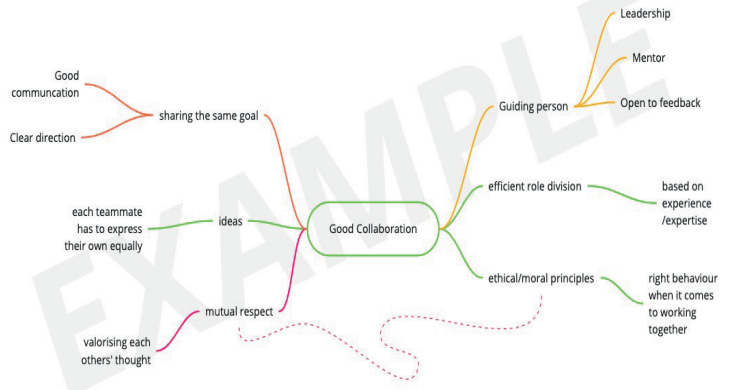 Leadership
Mentor
Open to feedback
Guiding person
Good
communcation
Clear direction
sharing the same goal
efficient role division
based on
experience
/expertise
each teammate
has to express
their own equally
ideas
Good Collaboration
ethical/moral principles
right behaviour
when it comes
to working
together
mutual respect
valorising each
others' thought
EXAMPLE